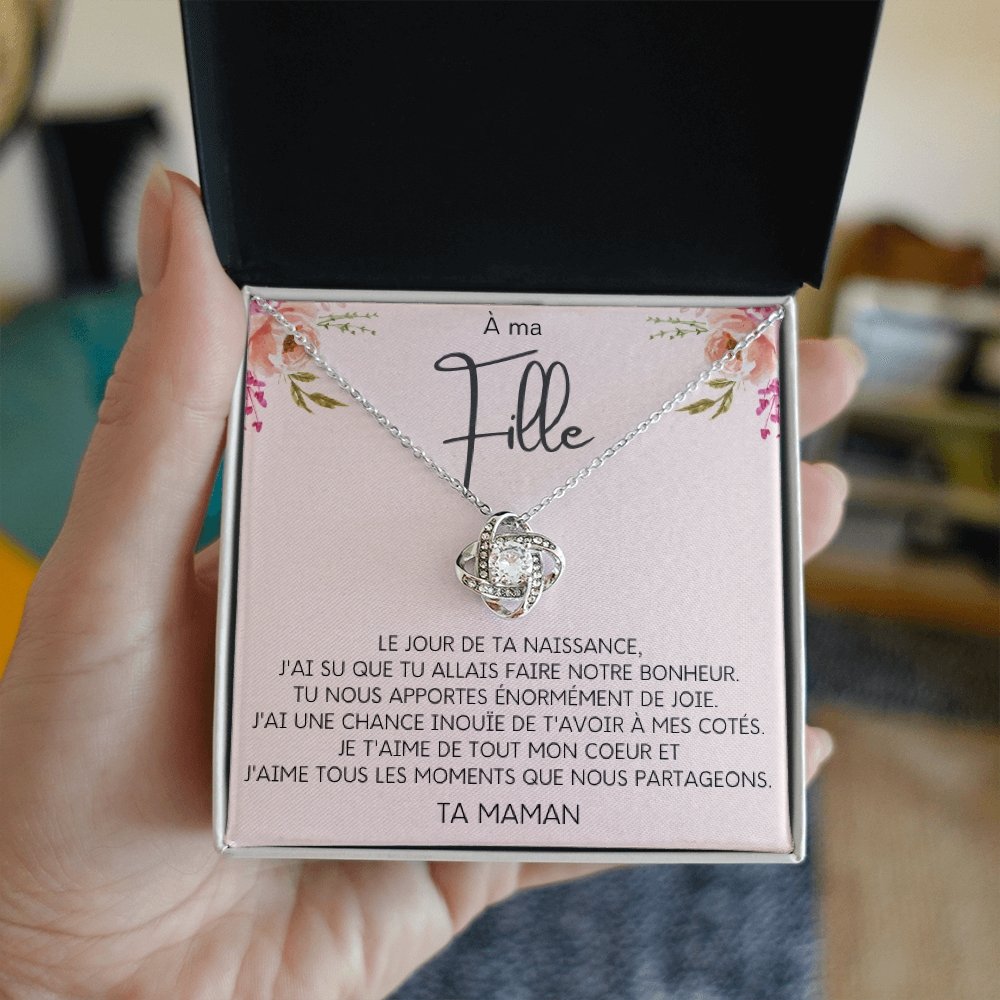 À ma
Fille
LE JOUR DE TA NAISSANCE,
J'AI SU QUE TU ALLAIS FAIRE NOTRE BONHEUR.
TU NOUS APPORTES ÉNORMÉMENT DE JOIE.
J'AI UNE CHANCE INOUÏE DE T'AVOIR À MES COTÉS.
JE T'AIME DE TOUT MON COEUR ET
J'AIME TOUS LES MOMENTS QUE NOUS PARTAGEONS.
TA MAMAN